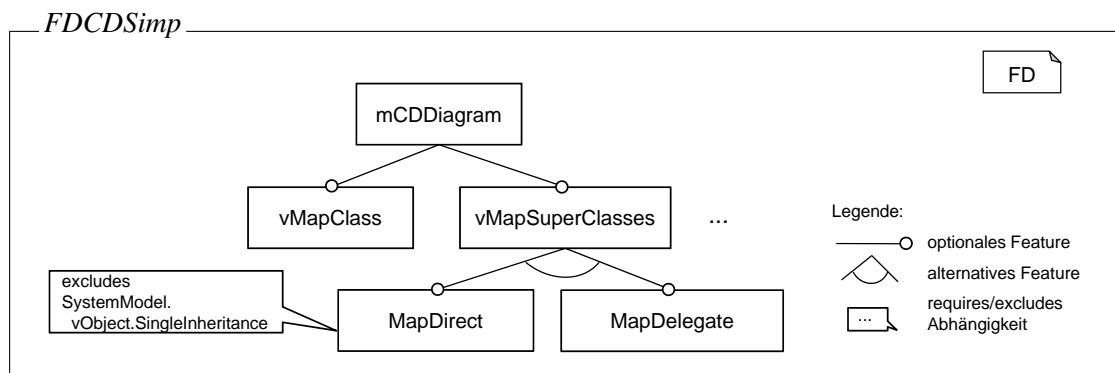 FDCDSimp
FD
mCDDiagram
vMapClass
vMapSuperClasses
...
Legende:
optionales Feature
alternatives Feature
...
requires/excludes
Abhängigkeit
excludes
SystemModel.
vObject.SingleInheritance
MapDirect
MapDelegate